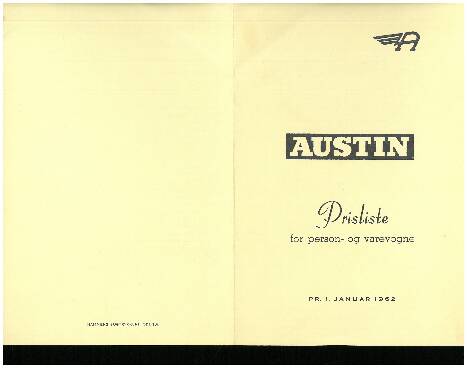 AUSTIN
Prisliste
for person- og varevogne
PR. 1. JANUAR 1962